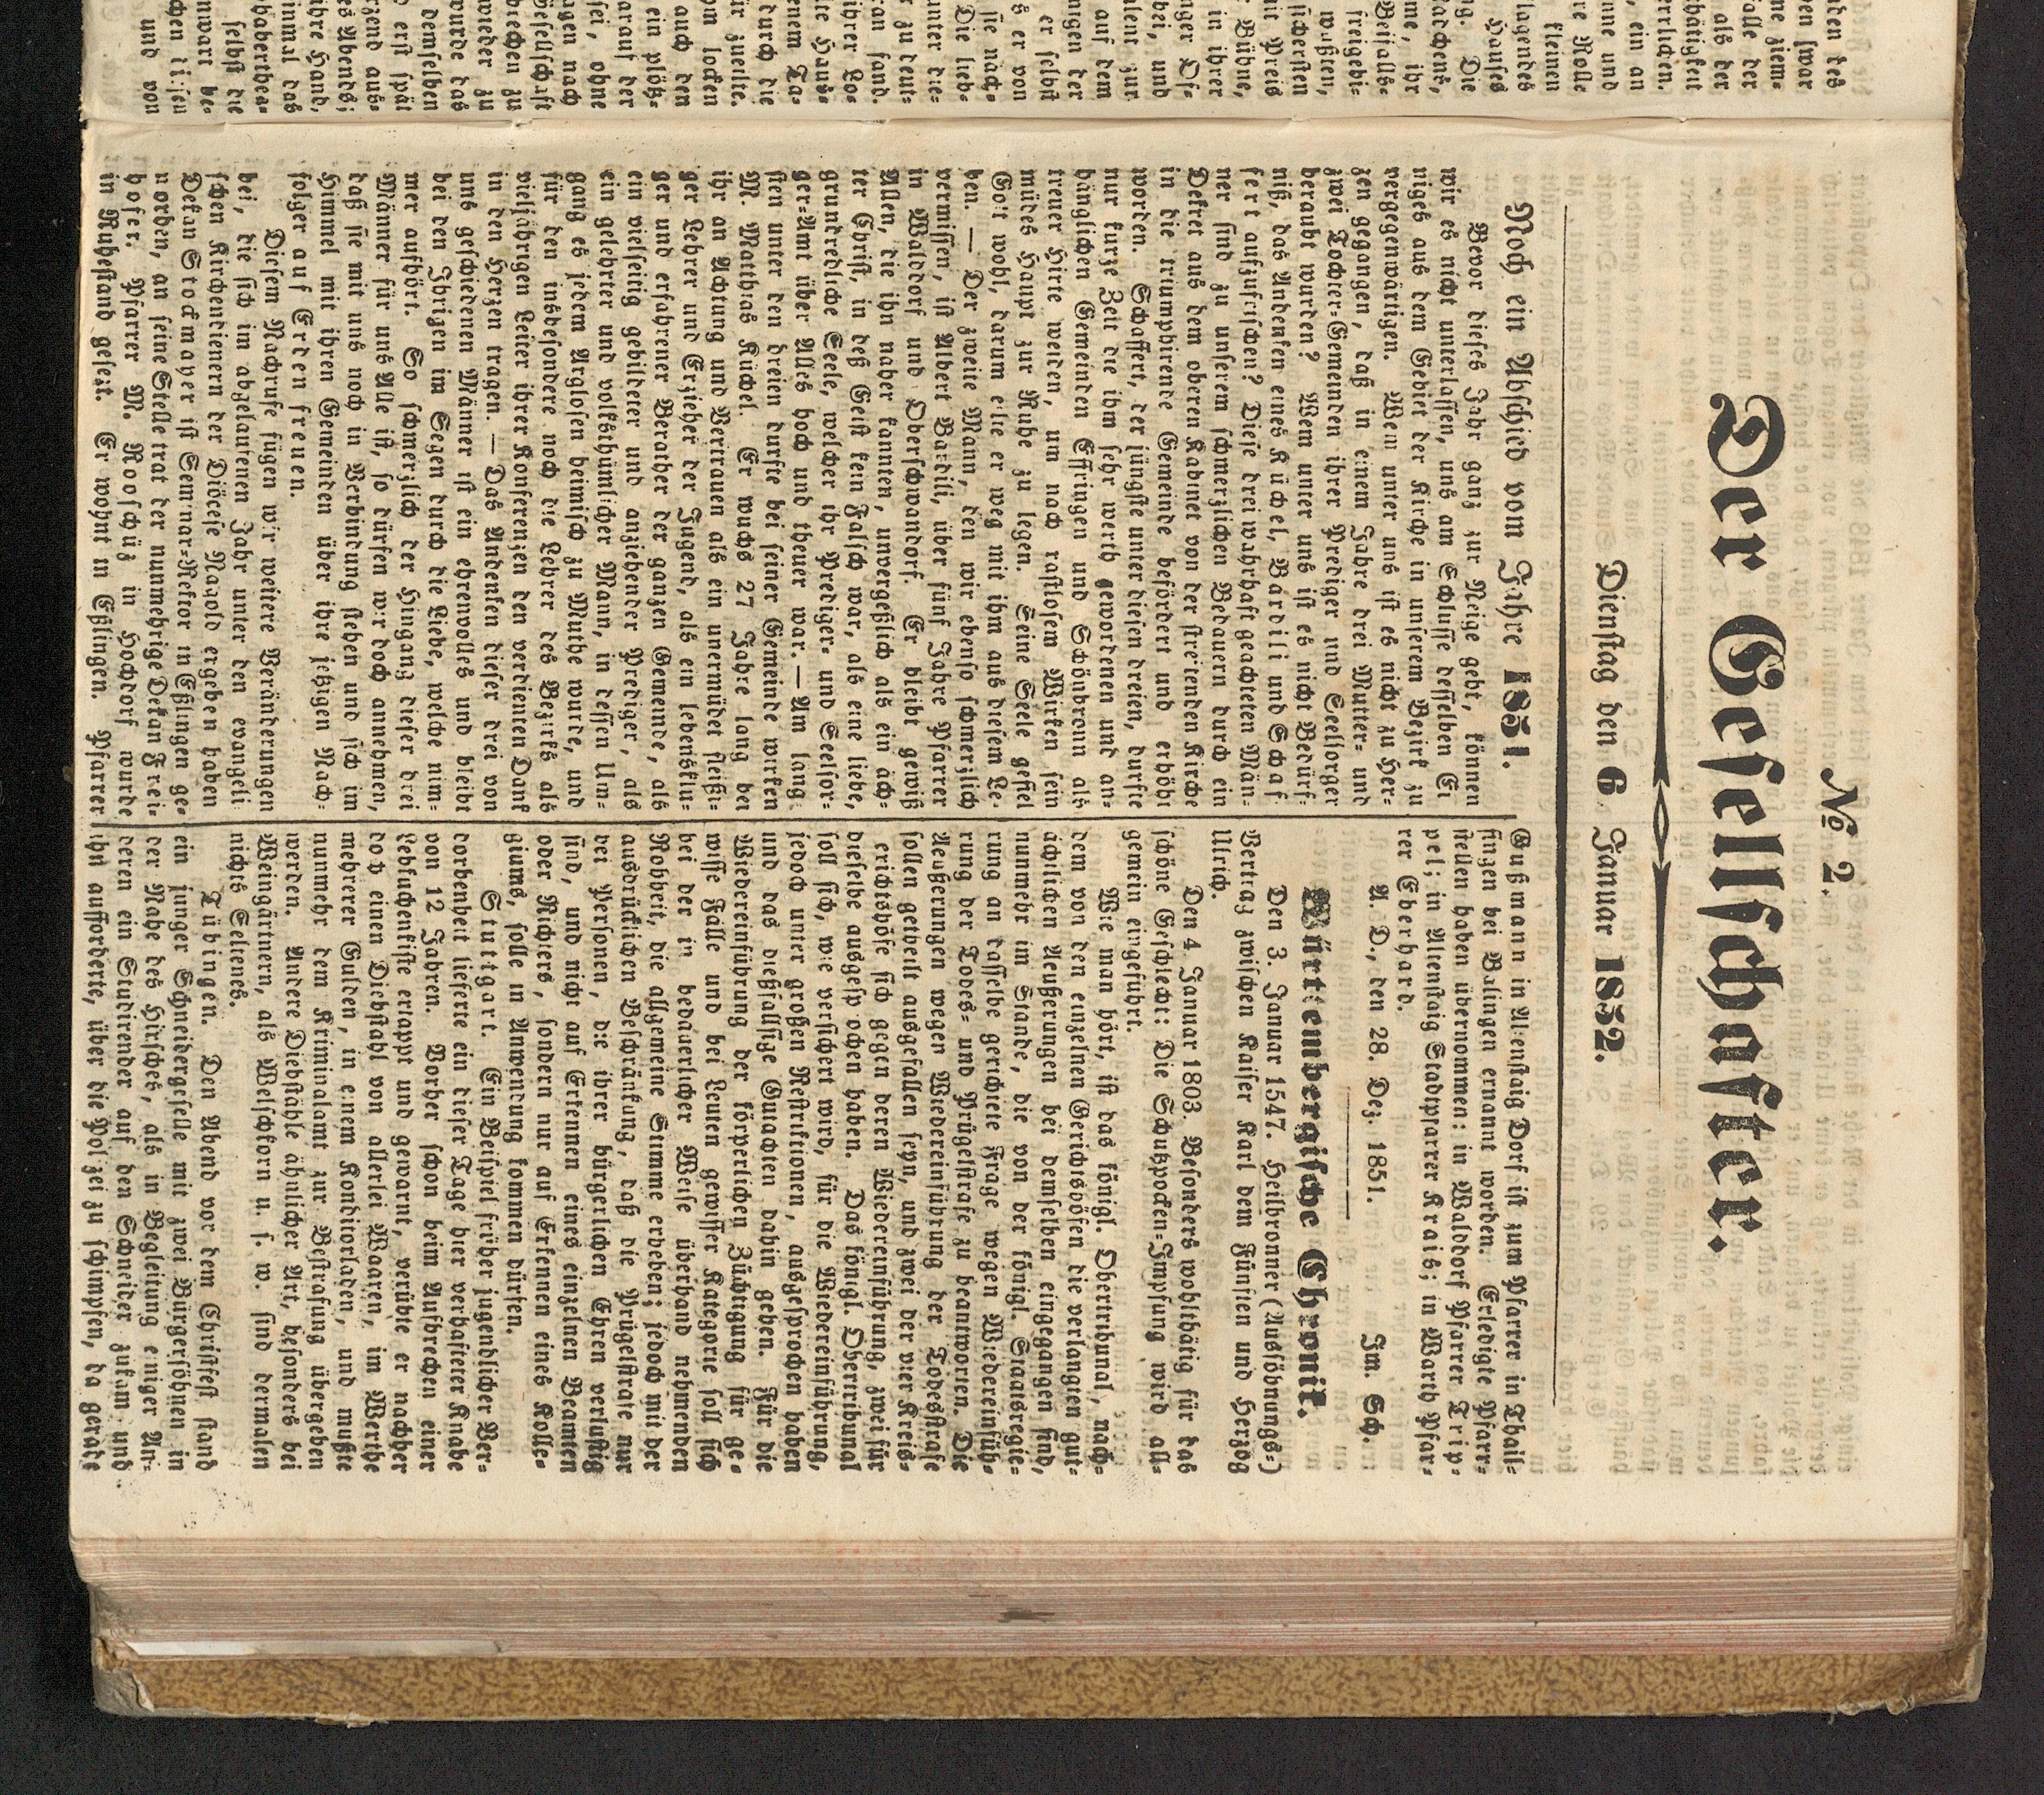 № 2.
Der Gesellschafter.
Dienstag den 6 Januar 1852.
Noch ein Abschied vom Jahre 1851.
Bevor dieses Jahr ganz zur Neige geht, können
wir es nicht unterlassen, uns am Schlusse desselben Ei
niges aus dem Gebiet der Kirche in unserem Bezirk zu
vergegenwärtigen. Wem unter uns ist es nicht zu Her-
zen gegangen, daß in einem Jahre drei Mutter- und
zwei Tochter-Gemeinden ihrer Prediger und Seelsorger
beraubt wurden? Wem unter uns ist es nicht Bedürf-
niß, das Andenken eines Küchel, Bardili und Schaf
fert aufzufrischen? Diese drei wahrhaft geachteten Män-
ner sind zu unserem schmerzlichen Bedauern durch ein
Dekret aus dem oberen Kabinet von der streitenden Kirche
in die triumphirende Gemeinde befördert und erhöht
worden. Schaffert, der jüngste unter diesen dreien, durfte
nur kurze Zeit die ihm sehr werth gewordenen und an-
hänglichen Gemeinden Effringen und Schönbronn als
treuer Hirte weiden, um nach rastlosem Wirken sein
müdes Haupt zur Ruhe zu legen. Seine Seele gefiel
Gott wohl, darum eilte er weg mit ihm aus diesem Le-
ben. — Der zweite Mann, den wir ebenso schmerzlich
vermissen, ist Albert Bardili, über fünf Jahre Pfarrer
in Walddorf und Oberschwandorf. Er bleibt gewiß
Allen, die ihn näher kannten, unvergeßlich als ein äch-
ter Christ, in deß Geist kein Falsch war, als eine liebe,
grundredliche Seele, welcher ihr Prediger- und Seelsor-
ger-Amt über Alles hoch und theuer war. — Am läng
sten unter den dreien durfte bei seiner Gemeinde wirken
M. Matthias Küchel. Er wuchs 27 Jahre lang bei
ihr an Achtung und Vertrauen als ein unermüdet fleißi-
ger Lehrer und Erzieher der Jugend, als ein lebensklu-
ger und erfahrener Berather der ganzen Gemeinde, als
ein vielseitig gebildeter und anziehender Prediger, als
ein gelehrter und volksthümlicher Mann, in dessen Um-
gang es jedem Arglosen heimisch zu Muthe wurde, und
für den insbesondere noch die Lehrer des Bezirks als
vieljährigen Leiter ihrer Konferenzen den verdienten Dank
in den Herzen tragen. — Das Andenken dieser drei von
uns geschiedenen Männer ist ein ehrenvolles und bleibt
bei den Ihrigen im Segen durch die Liebe, welche nim-
mer aufhört. So schmerzlich der Hingang dieser drei
Männer für uns Alle ist, so dürfen wir doch annehmen,
daß sie mit uns noch in Verbindung stehen und sich im
Himmel mit ihren Gemeinden über ihre jetzigen Nach-
folger auf Erden freuen.
Diesem Nachrufe fügen wir weitere Veränderungen
bei, die sich im abgelaufenen Jahr unter den evangeli
schen Kirchendienern der Diöcese Nagold ergeben haben
Dekan Stockmayer ist Seminar-Rektor in Eßlingen ge-
worden, an seine Stelle trat der nunmehrige Dekan Frei-
hofer. Pfarrer M. Rooschüz in Hochdorf wurde
in Ruhestand gesetzt. Er wohnt in Eßlingen. Pfarrer
Gußmann in Altenstaig Dorf ist zum Pfarrer in Thail-
fingen bei Balingen ernannt worden. Erledigte Pfarr-
stellen haben übernommen: in Walddorf Pfarrer Trip-
pel; in Altenstaig Stadtpfarrer Krais; in Warth Pfar-
rer Eberhard.
A. D., den 28. Dez. 1851. Im. Sch.
Württembergische Chronik.
Den 3. Januar 1547. Heilbronner (Aussöhnungs-)
Vertrag zwischen Kaiser Karl dem Fünften und Herzog
Ulrich.
Den 4. Januar 1803. Besonders wohlthätig für das
schöne Geschlecht: Die Schutzpocken-Impfung wird all-
gemein eingeführt.
Wie man hört, ist das königl. Obertribunal, nach-
dem von den einzelnen Gerichtshöfen die verlangten gut-
ächtlichen Aeußerungen bei demselben eingegangen sind,
nunmehr im Stande, die von der königl. Staatsregie-
rung an dasselbe gerichtete Frage wegen Wiedereinfüh-
rung der Todes- und Prügelstrafe zu beantworten. Die
Aeußerungen wegen Wiedereinführung der Todesstrafe
sollen getheilt ausgefallen seyn, und zwei der vier Kreis-
erichtshöfe sich gegen deren Wiedereinführung, zwei für
dieselbe ausgesprochen haben. Das königl. Obertribunal
soll sich, wie versichert wird, für die Wiedereinführung,
jedoch unter großen Restriktionen, ausgesprochen haben
und das dießfallsige Gutachten dahin geben. Für die
Wiedereinführung der körperlichen Züchtigung für ge-
wisse Fälle und bei Leuten gewisser Kategorie soll sich
bei der in bedauerlicher Weise überhand nehmenden
Rohheit, die allgemeine Stimme erheben; jedoch mit der
ausdrücklichen Beschränkung, daß die Prügelstrafe nur
bei Personen, die ihrer bürgerlichen Ehren verlustig
sind, und nicht auf Erkennen eines einzelnen Beamten
oder Richters, sondern nur auf Erkennen eines Kolle-
giums, solle in Anwendung kommen dürfen.
Stuttgart. Ein Beispiel früher jugendlicher Ver-
dorbenheit lieferte ein dieser Tage hier verhafteter Knabe
von 12 Jahren. Vorher schon beim Aufbrechen einer
Lebkuchenkiste ertappt und gewarnt, verübte er nachher
doch einen Diebstahl von allerlei Waaren, im Werthe
mehrerer Gulden, in einem Konditorladen, und mußte
nunmehr dem Kriminalamt zur Bestrafung übergeben
werden. Andere Diebstähle ähnlicher Art, besonders bei
Weingärtnern, als Welschkorn u. s. w. sind dermalen
nichts Seltenes.
Tübingen. Den Abend vor dem Christfest stand
ein junger Schneidergeselle mit zwei Bürgersöhnen in
der Nähe des Hirsches, als in Begleitung einiger An-
deren ein Studirender auf den Schneider zukam und
ihn aufforderte, über die Polizei zu schimpfen, da gerade